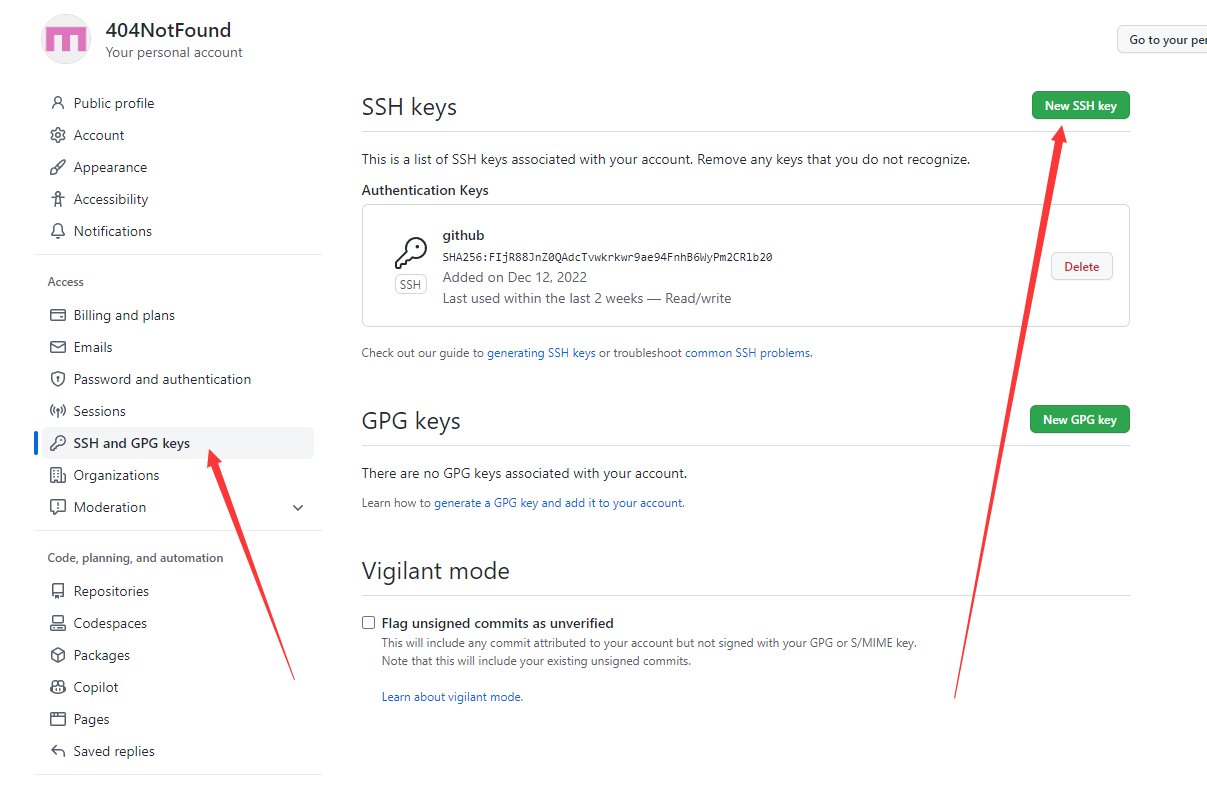 404NotFound
Your personal account
Go to your per
Public profile
Account
Appearance
Accessibility
Notifications
Access
Billing and plans
Emails
Password and authentication
Sessions
SSH and GPG keys
Organizations
Moderation
Code, planning, and automation
Repositories
Codespaces
Packages
Copilot
Pages
Saved replies
SSH keys
New SSH key
This is a list of SSH keys associated with your account. Remove any keys that you do not recognize.
Authentication Keys
github
SHA256:FIjR88JnZ0QAdcTvwkrkwr9ae94FnhB6WyPm2CRlb20
Added on Dec 12, 2022
Last used within the last 2 weeks — Read/write
SSH
Delete
Check out our guide to generating SSH keys or troubleshoot common SSH problems.
GPG keys
New GPG key
There are no GPG keys associated with your account.
Learn how to generate a GPG key and add it to your account.
Vigilant mode
Flag unsigned commits as unverified
This will include any commit attributed to your account but not signed with your GPG or S/MIME key.
Note that this will include your existing unsigned commits.
Learn about vigilant mode.